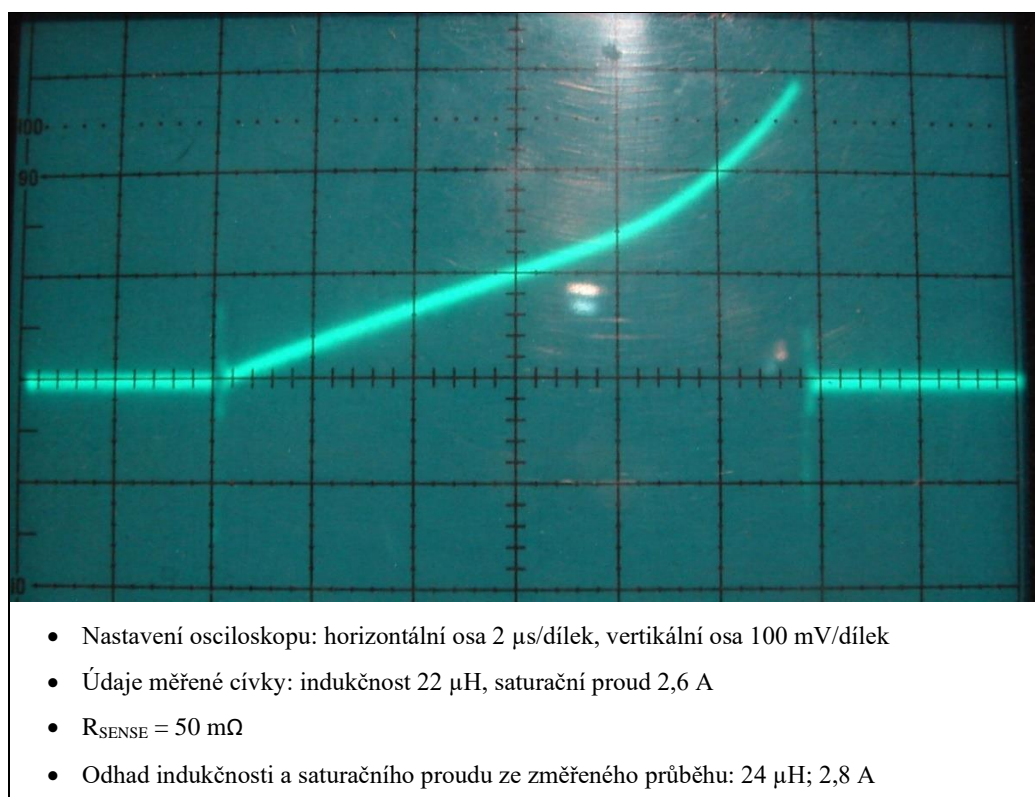 100
90
10
• Nastavení osciloskopu: horizontální osa 2 µs/dílek, vertikální osa 100 mV/dílek
• Údaje měřené cívky: indukčnost 22 µH, saturační proud 2,6 A
• RSENSE = 50 mΩ
• Odhad indukčnosti a saturačního proudu ze změřeného průběhu: 24 µH; 2,8 A